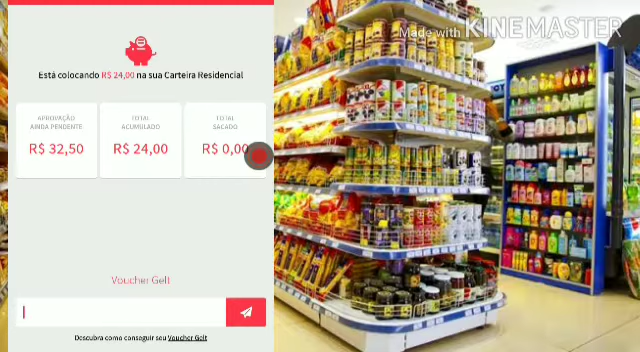 Made with KINEMASTER
Está colocando R$ 24,00 na sua Carteira Residencial
APROVAÇÃO
AINDA PENDENTE
R$ 32,50
TOTAL
ACUMULADO
R$ 24,00
TOTAL
SACADO
R$ 0,00
Voucher Gelt
Descubra como conseguir seu Voucher Gelt